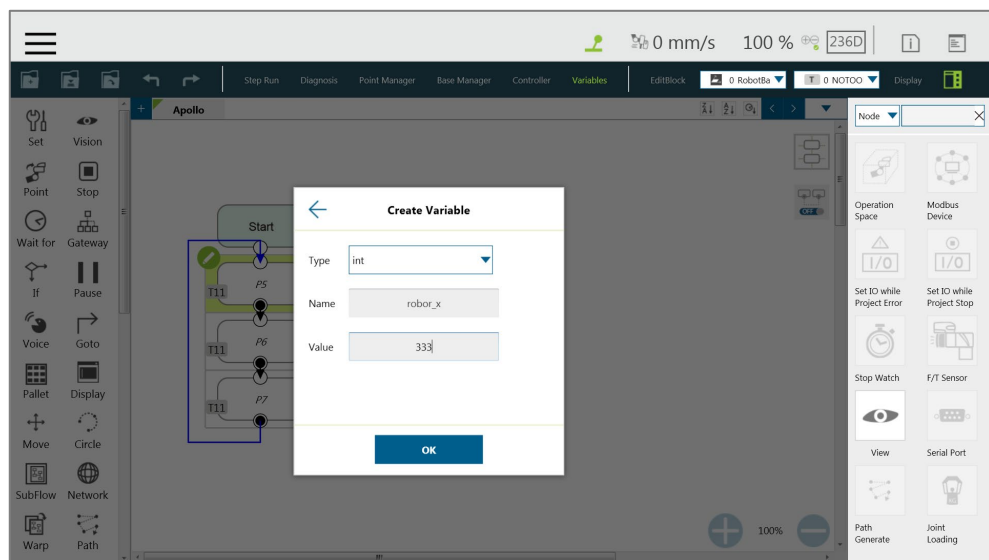 0 mm/s 100 % 236D
Step Run Diagnosis Point Manager Base Manager Controller Variables EditBlock 0 RobotBa T 0 NOTOO Display
+ Apollo
Node
Set Vision
Point Stop
Wait for Gateway
If Pause
Voice Goto
Pallet Display
Move Circle
SubFlow Network
Warp Path
Start
T11 P5
T11 P6
T11 P7
OFF
Create Variable
Type int
Name robor_x
Value 333
OK
100%
Operation Space
Modbus Device
I/O I/O
Set IO while Project Error
Set IO while Project Stop
Stop Watch F/T Sensor
View Serial Port
Path Generate
Joint Loading